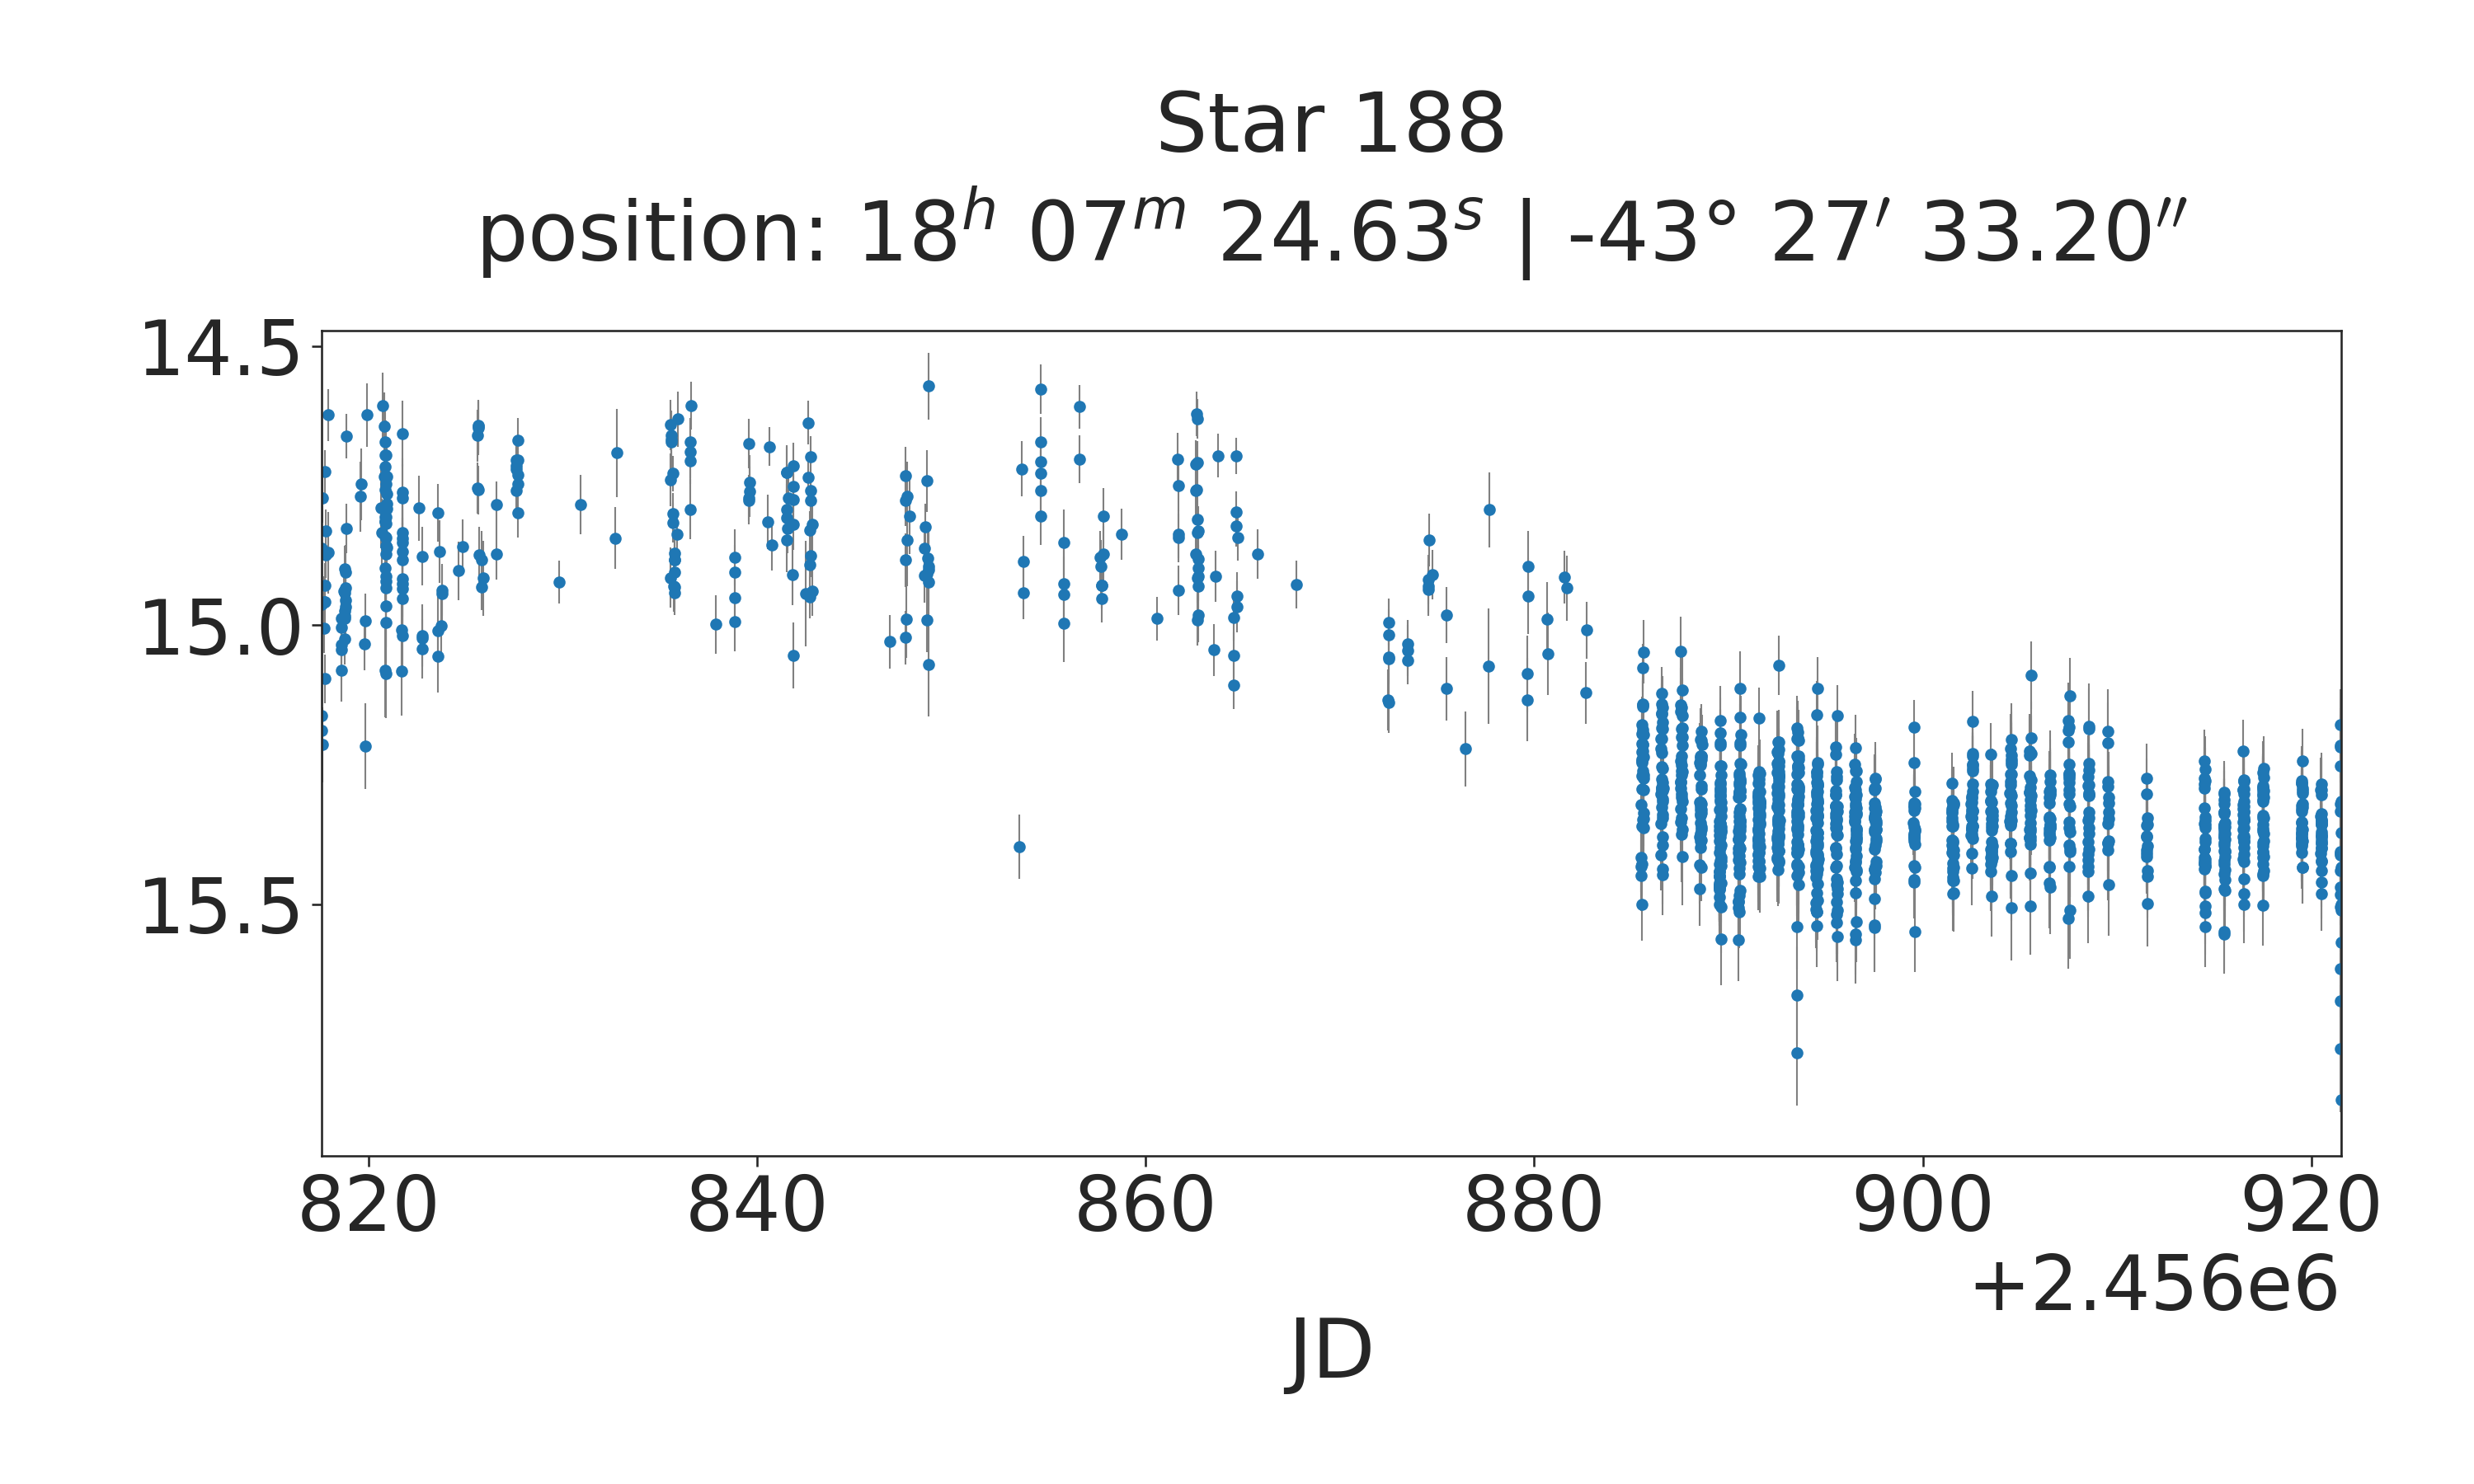 Star 188
position: 18ʰ 07ᵐ 24.63ˢ | -43° 27′ 33.20″
14.5
15.0
15.5
820 840 860 880 900 920
+2.456e6
JD